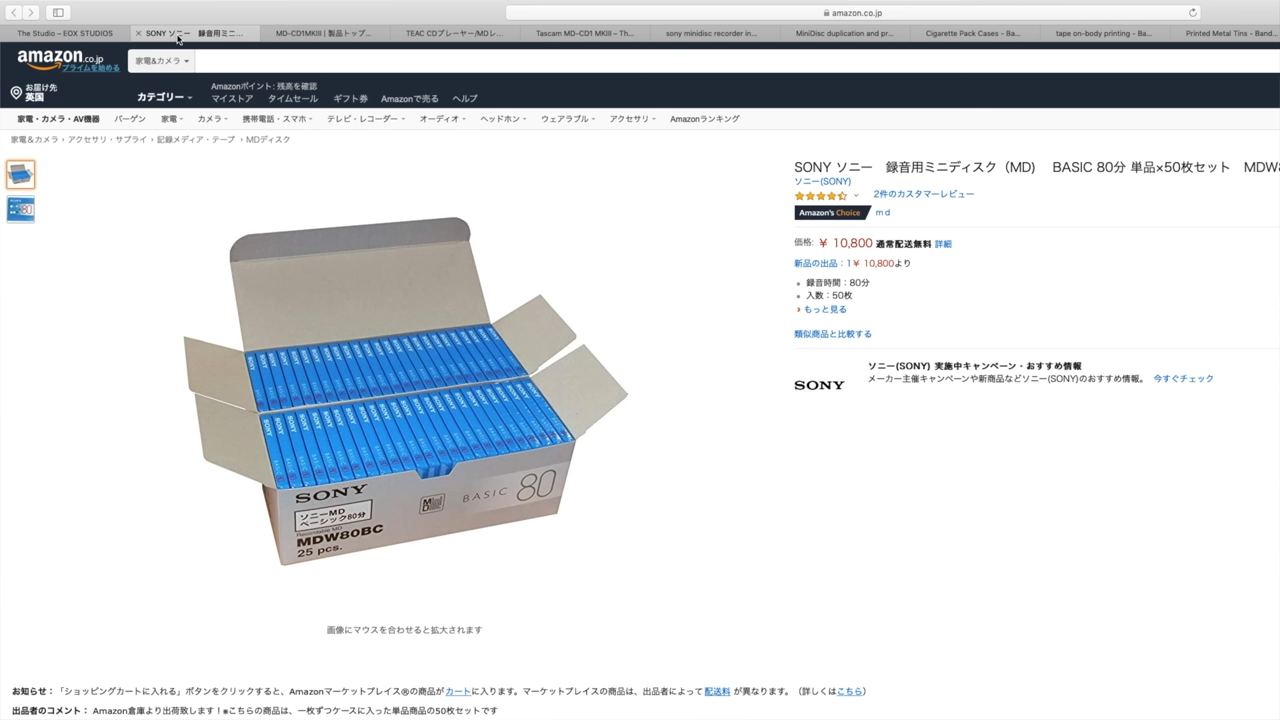 amazon.co.jp
The Studio – EOX STUDIOS
SONY ソニー 録音用ミニ...
MD-CD1MKIII | 製品トップ...
TEAC CDプレーヤー/MDレ...
Tascam MD-CD1 MKIII – Th...
sony minidisc recorder in...
MiniDisc duplication and pr...
Cigarette Pack Cases - Ba...
tape on-body printing - Ba...
Printed Metal Tins - Band...
amazon.co.jp
プライムを始める
家電&カメラ
お届け先
英国
カテゴリー
Amazonポイント: 残高を確認
マイストア
タイムセール
ギフト券
Amazonで売る
ヘルプ
家電・カメラ・AV機器
バーゲン
家電
カメラ
携帯電話・スマホ
テレビ・レコーダー
オーディオ
ヘッドホン
ウェアラブル
アクセサリ
Amazonランキング
家電＆カメラ › アクセサリ・サプライ › 記録メディア・テープ › MDディスク
SONY ソニー 録音用ミニディスク（MD) BASIC 80分 単品×50枚セット MDW8
ソニー(SONY)
2件のカスタマーレビュー
Amazon's Choice
m d
価格: ¥ 10,800 通常配送無料 詳細
新品の出品：1¥ 10,800より
録音時間：80分
入数：50枚
もっと見る
類似商品と比較する
SONY
ソニー(SONY) 実施中キャンペーン・おすすめ情報
メーカー主催キャンペーンや新商品などソニー(SONY)のおすすめ情報。 今すぐチェック
SONY
ソニーMD
ベーシック80分
Recordable MD
MDW80BC
25 pcs.
MiniDisc
BASIC 80
画像にマウスを合わせると拡大されます
お知らせ：「ショッピングカートに入れる」ボタンをクリックすると、Amazonマーケットプレイス®の商品がカートに入ります。マーケットプレイスの商品は、出品者によって配送料 が異なります。（詳しくはこちら）
出品者のコメント： Amazon倉庫より出荷致します！※こちらの商品は、一枚ずつケースに入った単品商品の50枚セットです